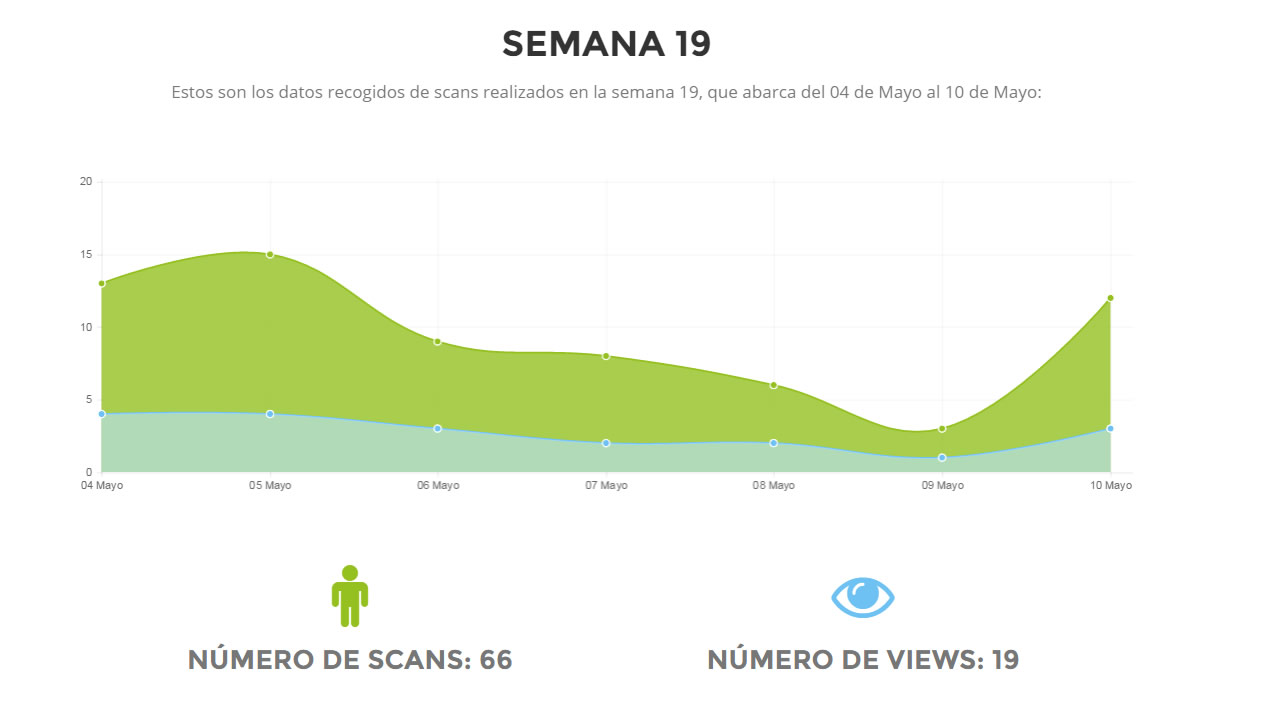 SEMANA 19
Estos son los datos recogidos de scans realizados en la semana 19, que abarca del 04 de Mayo al 10 de Mayo:
20
15
10
5
0
04 Mayo 05 Mayo 06 Mayo 07 Mayo 08 Mayo 09 Mayo 10 Mayo
NÚMERO DE SCANS: 66 NÚMERO DE VIEWS: 19